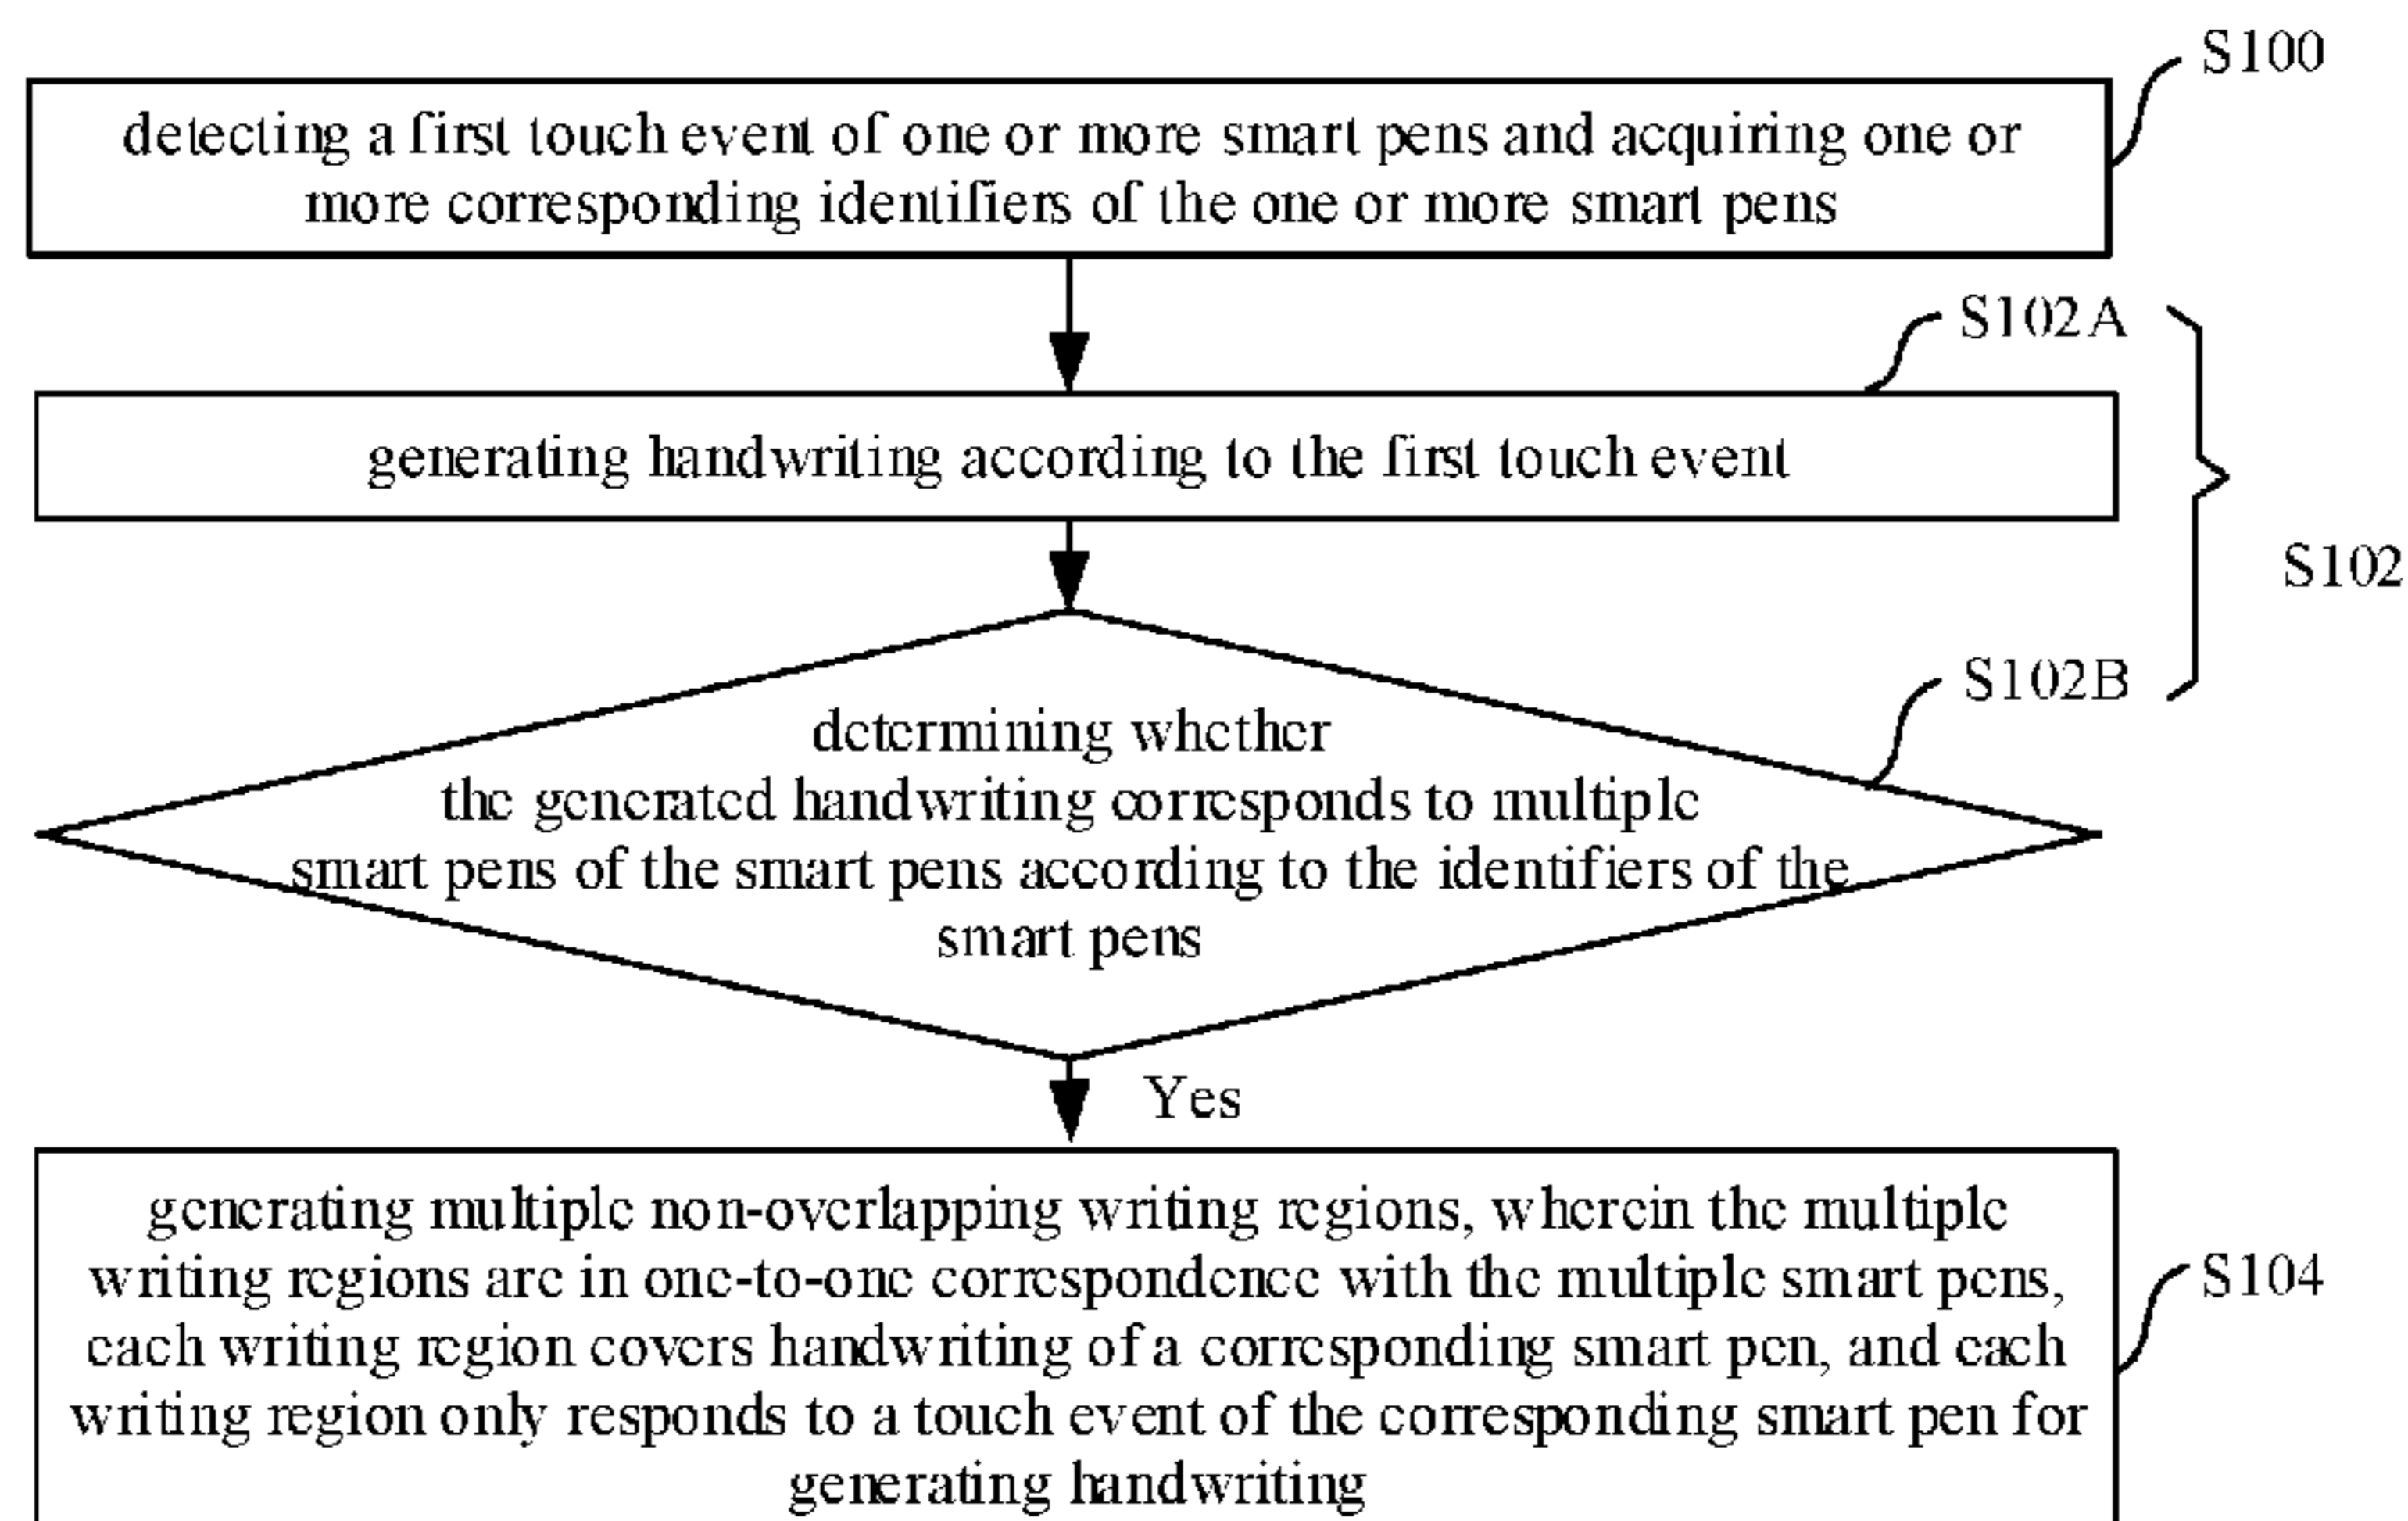 S100
detecting a first touch event of one or more smart pens and acquiring one or
more corresponding identifiers of the one or more smart pens
S102A
generating handwriting according to the first touch event
S102
S102B
determining whether
the generated handwriting corresponds to multiple
smart pens of the smart pens according to the identifiers of the
smart pens
Yes
generating multiple non-overlapping writing regions, wherein the multiple
writing regions are in one-to-one correspondence with the multiple smart pens,
each writing region covers handwriting of a corresponding smart pen, and each
writing region only responds to a touch event of the corresponding smart pen for
generating handwriting
S104